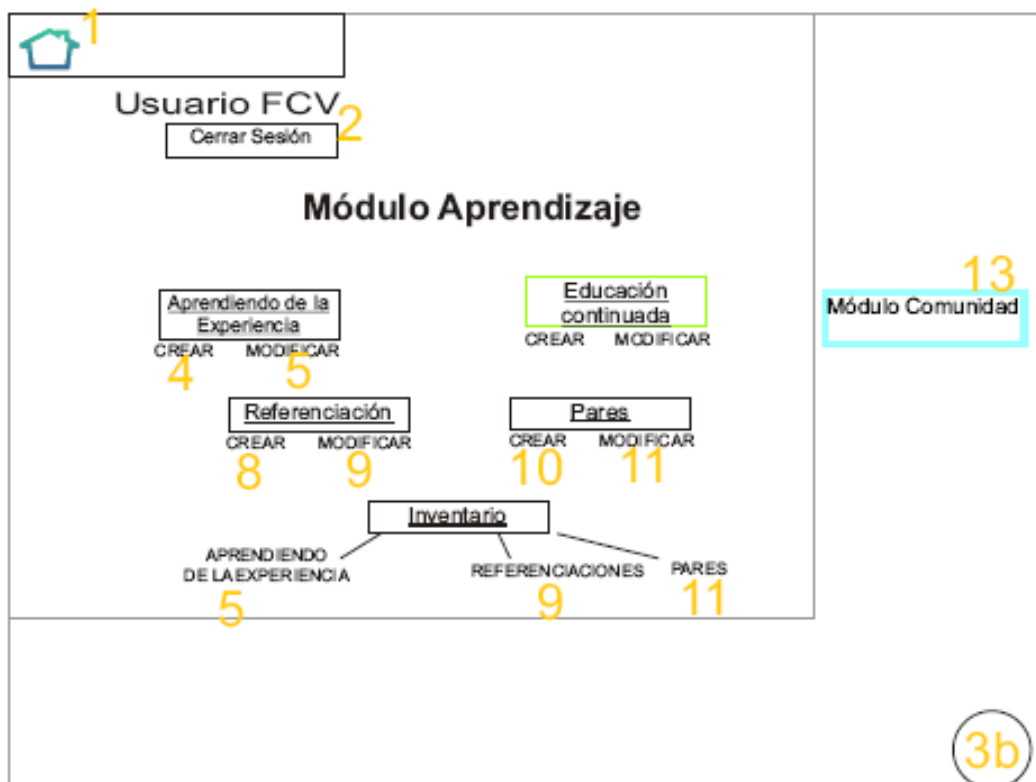 1
Usuario FCV
2
Cerrar Sesión
Módulo Aprendizaje
13
Módulo Comunidad
Aprendiendo de la
Experiencia
CREAR MODIFICAR
4 5
Educación
continuada
CREAR MODIFICAR
Referenciación
CREAR MODIFICAR
8 9
Pares
CREAR MODIFICAR
10 11
Inventario
APRENDIENDO
DE LA EXPERIENCIA
5
REFERENCIACIONES
9
PARES
11
3b